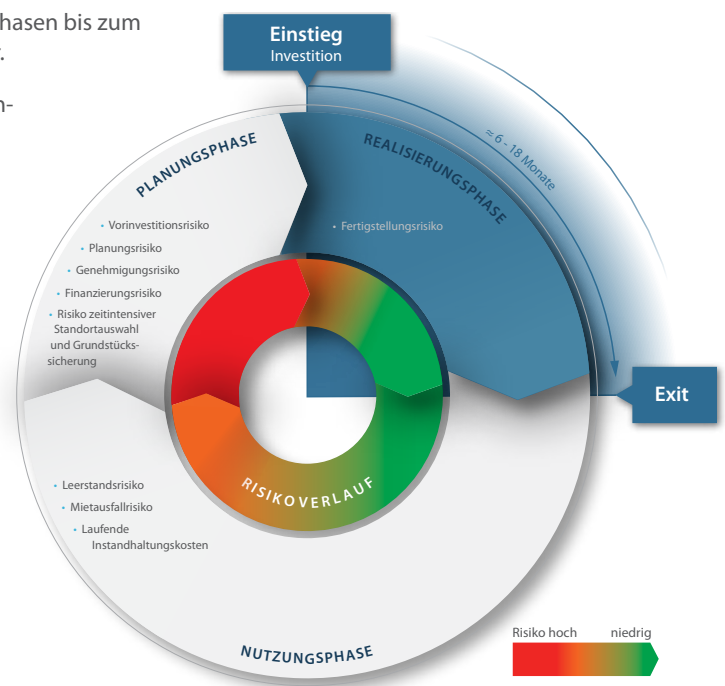 hasen bis zum
Einstieg
Investition
PLANUNGSPHASE
REALISIERUNGSPHASE
≈ 6 - 18 Monate
• Vorinvestitionsrisiko
• Planungsrisiko
• Genehmigungsrisiko
• Finanzierungsrisiko
• Risiko zeitintensiver
Standortauswahl
und Grundstücks-
sicherung
• Fertigstellungsrisiko
Exit
• Leerstandsrisiko
• Mietausfallrisiko
• Laufende
Instandhaltungskosten
RISIKOVERLAUF
NUTZUNGSPHASE
Risiko hoch niedrig